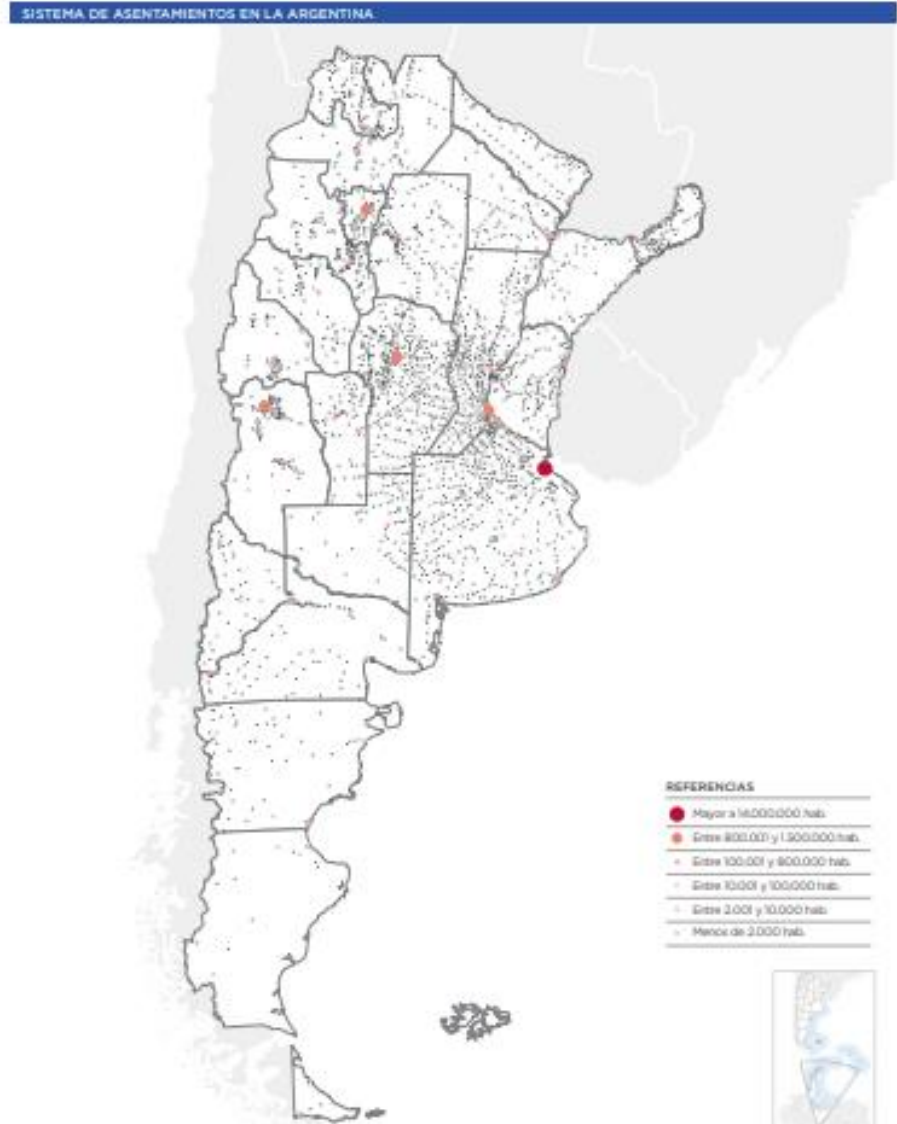 SISTEMA DE ASENTAMIENTOS EN LA ARGENTINA
REFERENCIAS
Mayor a 14.000.000 hab.
Entre 800.001 y 1.500.000 hab.
Entre 100.001 y 800.000 hab.
Entre 10.001 y 100.000 hab.
Entre 2.001 y 10.000 hab.
Menos de 2.000 hab.